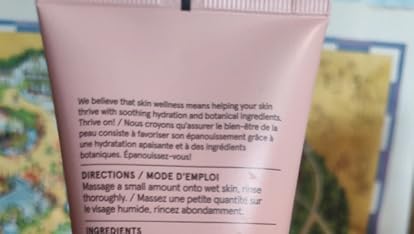 We believe that skin wellness means helping your skin
thrive with soothing hydration and botanical ingredients.
Thrive on! / Nous croyons qu'assurer le bien-être de la
peau consiste à favoriser son épanouissement grâce à
une hydratation apaisante et à des ingrédients
botaniques. Épanouissez-vous!
DIRECTIONS / MODE D'EMPLOI
Massage a small amount onto wet skin, rinse
thoroughly. / Massez une petite quantité sur
le visage humide, rincez abondamment.
INGREDIENTS